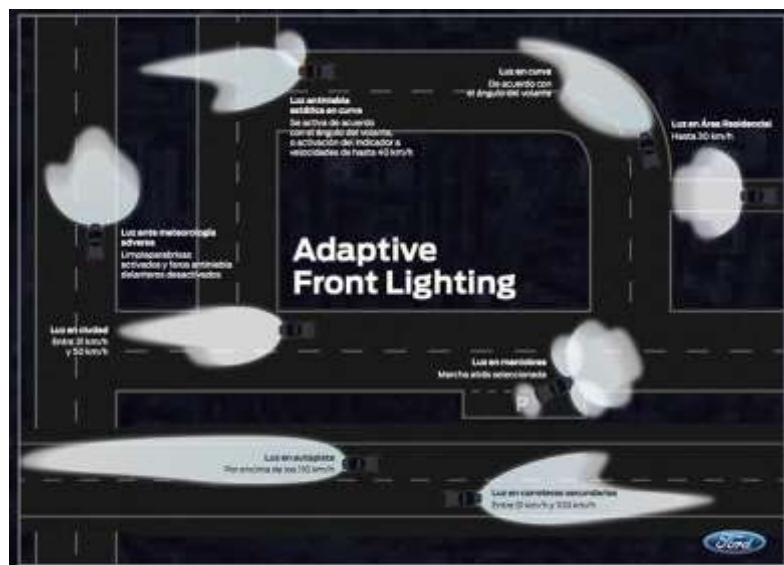 Luz antiniebla
estática en curva
Se activa de acuerdo
con el ángulo del volante,
o activación del indicador a
velocidades de hasta 40 km/h
Luz en curva
De acuerdo con
el ángulo del volante
Luz en Área Residencial
Hasta 30 km/h
Luz ante meteorología
adversa
Limpiaparabrisas
activados y faros antiniebla
delanteros desactivados
Adaptive
Front Lighting
Luz en ciudad
Entre 31 km/h
y 50 km/h
Luz en maniobras
Marcha atrás seleccionada
P
Luz en autopista
Por encima de los 110 km/h
Luz en carreteras secundarias
Entre 51 km/h y
Ford